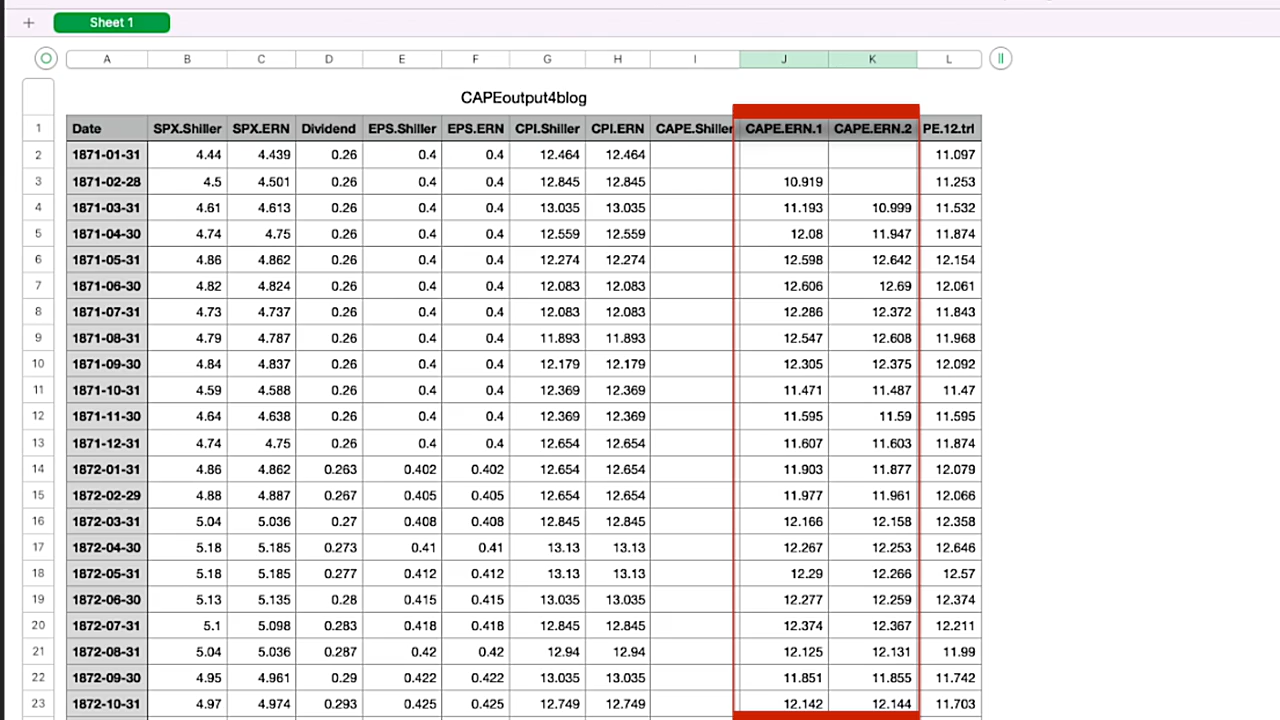 + Sheet 1
A B C D E F G H I J K L
CAPEoutput4blog
1 Date SPX.Shiller SPX.ERN Dividend EPS.Shiller EPS.ERN CPI.Shiller CPI.ERN CAPE.Shiller CAPE.ERN.1 CAPE.ERN.2 PE.12.trl
2 1871-01-31 4.44 4.439 0.26 0.4 0.4 12.464 12.464 11.097
3 1871-02-28 4.5 4.501 0.26 0.4 0.4 12.845 12.845 10.919 11.253
4 1871-03-31 4.61 4.613 0.26 0.4 0.4 13.035 13.035 11.193 10.999 11.532
5 1871-04-30 4.74 4.75 0.26 0.4 0.4 12.559 12.559 12.08 11.947 11.874
6 1871-05-31 4.86 4.862 0.26 0.4 0.4 12.274 12.274 12.598 12.642 12.154
7 1871-06-30 4.82 4.824 0.26 0.4 0.4 12.083 12.083 12.606 12.69 12.061
8 1871-07-31 4.73 4.737 0.26 0.4 0.4 12.083 12.083 12.286 12.372 11.843
9 1871-08-31 4.79 4.787 0.26 0.4 0.4 11.893 11.893 12.547 12.608 11.968
10 1871-09-30 4.84 4.837 0.26 0.4 0.4 12.179 12.179 12.305 12.375 12.092
11 1871-10-31 4.59 4.588 0.26 0.4 0.4 12.369 12.369 11.471 11.487 11.47
12 1871-11-30 4.64 4.638 0.26 0.4 0.4 12.369 12.369 11.595 11.59 11.595
13 1871-12-31 4.74 4.75 0.26 0.4 0.4 12.654 12.654 11.607 11.603 11.874
14 1872-01-31 4.86 4.862 0.263 0.402 0.402 12.654 12.654 11.903 11.877 12.079
15 1872-02-29 4.88 4.887 0.267 0.405 0.405 12.654 12.654 11.977 11.961 12.066
16 1872-03-31 5.04 5.036 0.27 0.408 0.408 12.845 12.845 12.166 12.158 12.358
17 1872-04-30 5.18 5.185 0.273 0.41 0.41 13.13 13.13 12.267 12.253 12.646
18 1872-05-31 5.18 5.185 0.277 0.412 0.412 13.13 13.13 12.29 12.266 12.57
19 1872-06-30 5.13 5.135 0.28 0.415 0.415 13.035 13.035 12.277 12.259 12.374
20 1872-07-31 5.1 5.098 0.283 0.418 0.418 12.845 12.845 12.374 12.367 12.211
21 1872-08-31 5.04 5.036 0.287 0.42 0.42 12.94 12.94 12.125 12.131 11.99
22 1872-09-30 4.95 4.961 0.29 0.422 0.422 13.035 13.035 11.851 11.855 11.742
23 1872-10-31 4.97 4.974 0.293 0.425 0.425 12.749 12.749 12.142 12.144 11.703